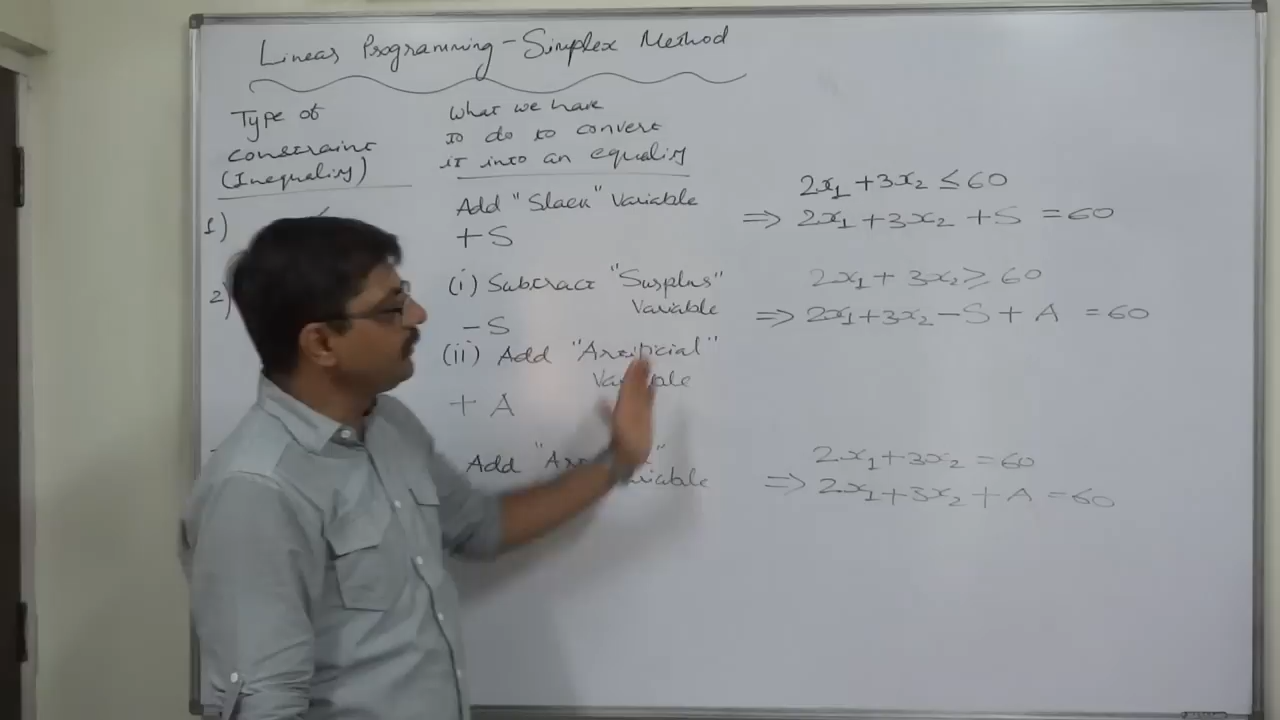 Linear Programming - Simplex Method
Type of
constraint
(Inequality)
What we have
to do to convert
it into an equality
1)
Add "Slack" Variable
+S
2x₁ + 3x₂ ≤ 60
⇒ 2x₁ + 3x₂ + S = 60
2)
(i) Subtract "Surplus"
Variable
-S
(ii) Add "Artificial"
Variable
+ A
2x₁ + 3x₂ ≥ 60
⇒ 2x₁ + 3x₂ - S + A = 60
Add
2x₁ + 3x₂ = 60
⇒ 2x₁ + 3x₂ + A = 60